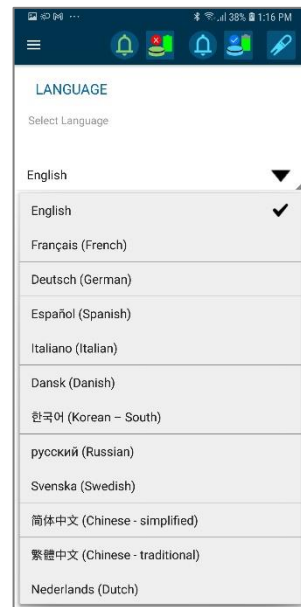 38% 1:16 PM
LANGUAGE
Select Language
English
English
Français (French)
Deutsch (German)
Español (Spanish)
Italiano (Italian)
Dansk (Danish)
한국어 (Korean – South)
русский (Russian)
Svenska (Swedish)
简体中文 (Chinese - simplified)
繁體中文 (Chinese - traditional)
Nederlands (Dutch)